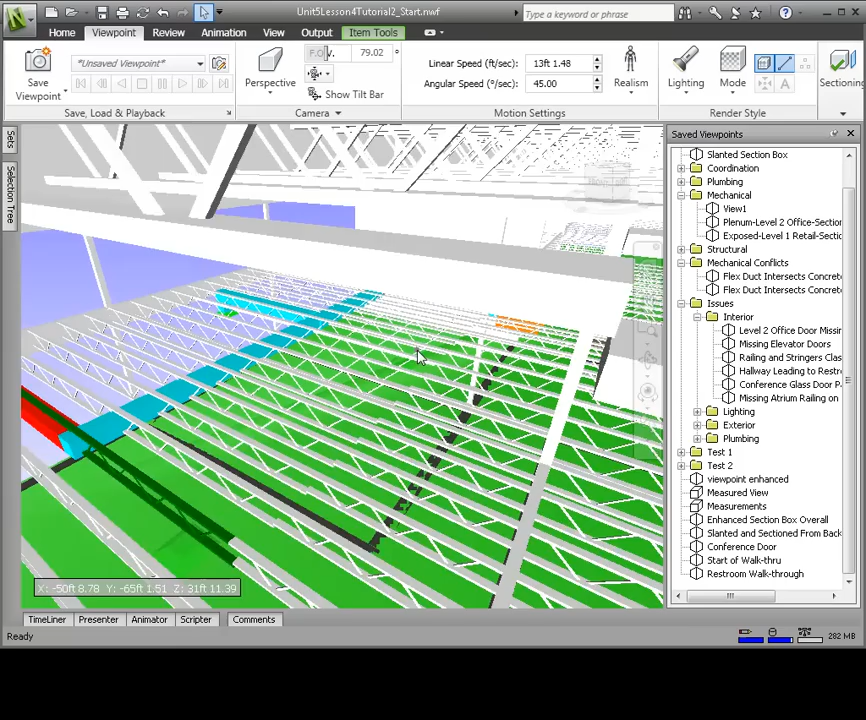 Unit5Lesson4Tutorial2_Start.nwf
Type a keyword or phrase
Home Viewpoint Review Animation View Output Item Tools
*Unsaved Viewpoint*
F.O.V. 79.02
Linear Speed (ft/sec): 13ft 1.48
Angular Speed (°/sec): 45.00
Save Viewpoint
Perspective
Show Tilt Bar
Realism
Lighting
Mode
Sectioning
Save, Load & Playback
Camera
Motion Settings
Render Style
Sets
Selection Tree
Saved Viewpoints
Slanted Section Box
Coordination
Plumbing
Mechanical
View1
Plenum-Level 2 Office-Section
Exposed-Level 1 Retail-Sectio
Structural
Mechanical Conflicts
Flex Duct Intersects Concrete
Flex Duct Intersects Concrete
Issues
Interior
Level 2 Office Door Missin
Missing Elevator Doors
Railing and Stringers Clas
Hallway Leading to Restro
Conference Glass Door P
Missing Atrium Railing on
Lighting
Exterior
Plumbing
Test 1
Test 2
viewpoint enhanced
Measured View
Measurements
Enhanced Section Box Overall
Slanted and Sectioned From Back
Conference Door
Start of Walk-thru
Restroom Walk-through
X: -50ft 8.78 Y: -65ft 1.51 Z: 31ft 11.39
TimeLiner Presenter Animator Scripter Comments
Ready
282 MB